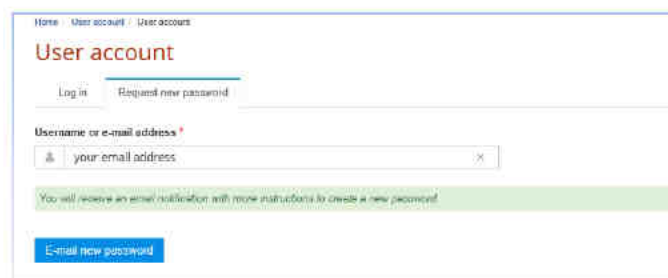 Home / User account / User account
User account
Log in
Request new password
Username or e-mail address *
your email address ×
You will receive an email notification with more instructions to create a new password
E-mail new password